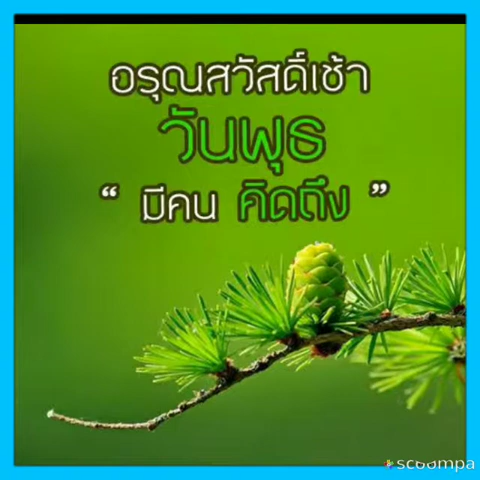 อรุณสวัสดิ์เช้า
วันพุธ
“ มีคน คิดถึง ”
scoompa